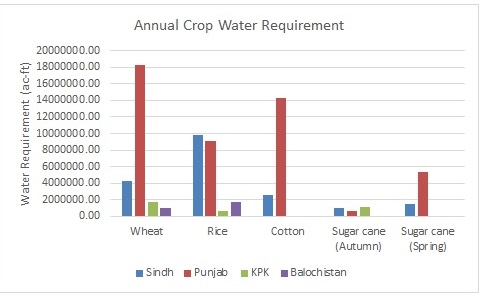 Annual Crop Water Requirement
Water Requirement (ac-ft)
20000000.00
18000000.00
16000000.00
14000000.00
12000000.00
10000000.00
8000000.00
6000000.00
4000000.00
2000000.00
0.00
Wheat Rice Cotton Sugar cane Sugar cane
(Autumn) (Spring)
Sindh Punjab KPK Balochistan